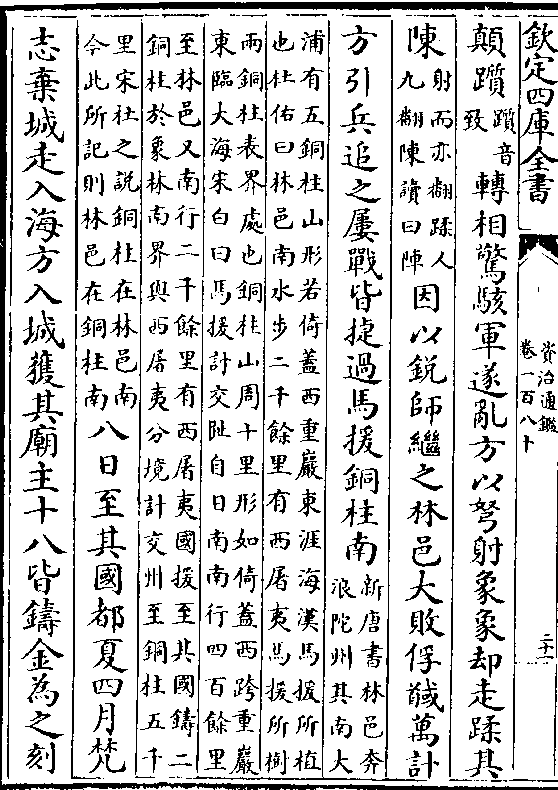 欽定四庫全書
資治通鑑
卷一百八十
二十一
顛躓躓音致轉相驚駭軍遂亂方以弩射象象却走蹂其
陳射而亦翻蹂人九翻陳讀曰陣因以銳師繼之林邑大敗俘馘萬計
方引兵追之屢戰皆捷過馬援銅柱南新唐書林邑奔浪陀州其南大
浦有五銅柱山形若倚蓋西重巖東涯海漢馬援所植
也杜佑曰林邑南水步二千餘里有西屠夷馬援所樹
兩銅柱表界處也銅柱山周十里形如倚蓋西跨重巖
東臨大海宋白曰馬援計交阯自日南南行四百餘里
至林邑又南行二千餘里有西屠夷國援至其國鑄二
銅柱於象林南界與西屠夷分境計交州至銅柱五千
里宋杜之說銅柱在林邑南今此所記則林邑在銅柱南八日至其國都夏四月梵
志棄城走入海方入城獲其廟主十八皆鑄金為之刻